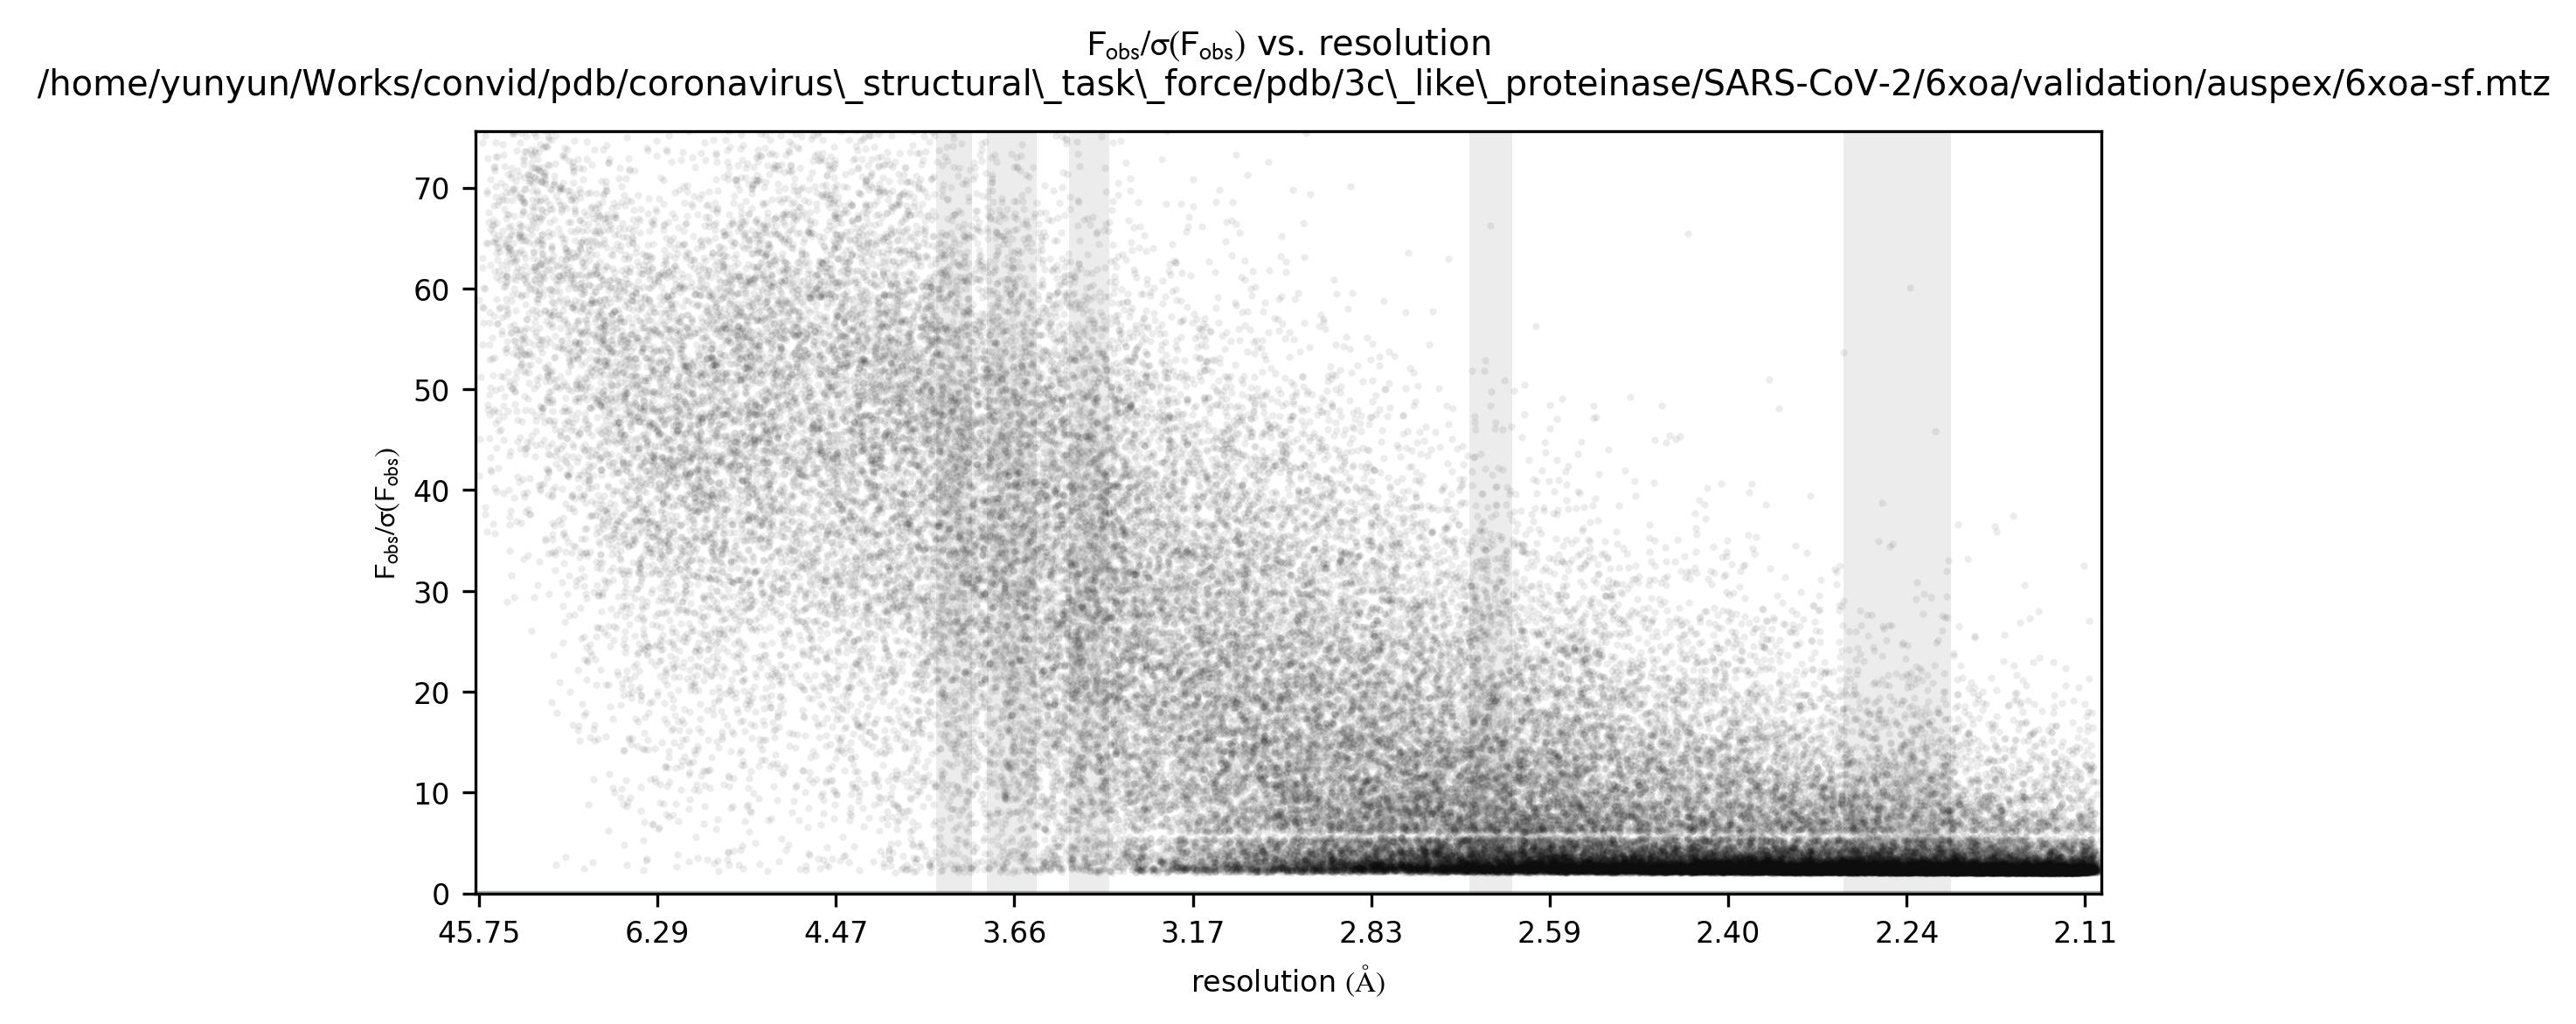 Fobs/σ(Fobs) vs. resolution
/home/yunyun/Works/convid/pdb/coronavirus\_structural\_task\_force/pdb/3c\_like\_proteinase/SARS-CoV-2/6xoa/validation/auspex/6xoa-sf.mtz
Fobs/σ(Fobs)
70
60
50
40
30
20
10
0
45.75 6.29 4.47 3.66 3.17 2.83 2.59 2.40 2.24 2.11
resolution (Å)